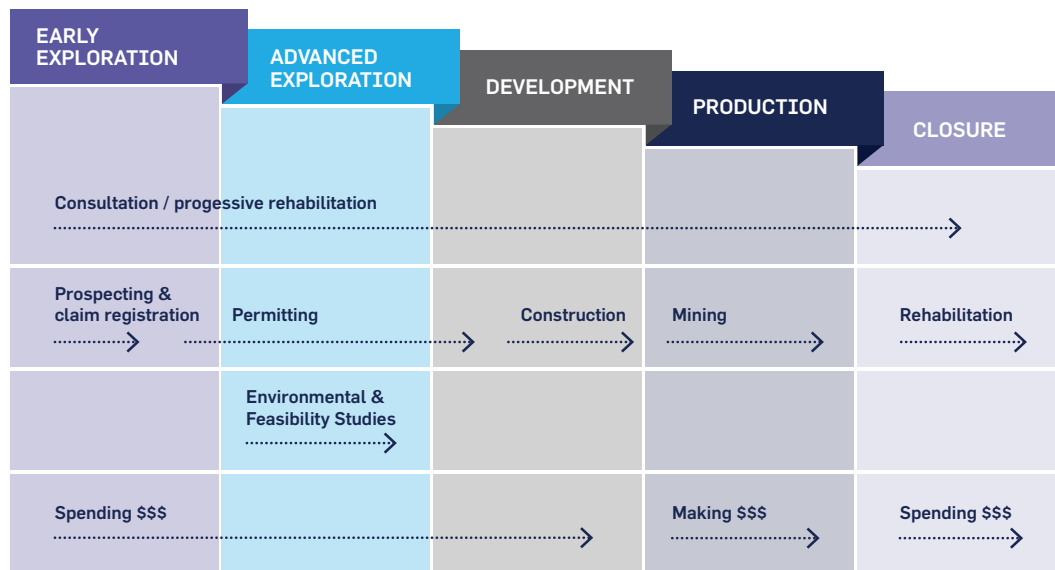 EARLY
EXPLORATION
ADVANCED
EXPLORATION
DEVELOPMENT
PRODUCTION
CLOSURE
Consultation / progessive rehabilitation
Prospecting &
claim registration
Permitting
Construction
Mining
Rehabilitation
Environmental &
Feasibility Studies
Spending $$$
Making $$$
Spending $$$